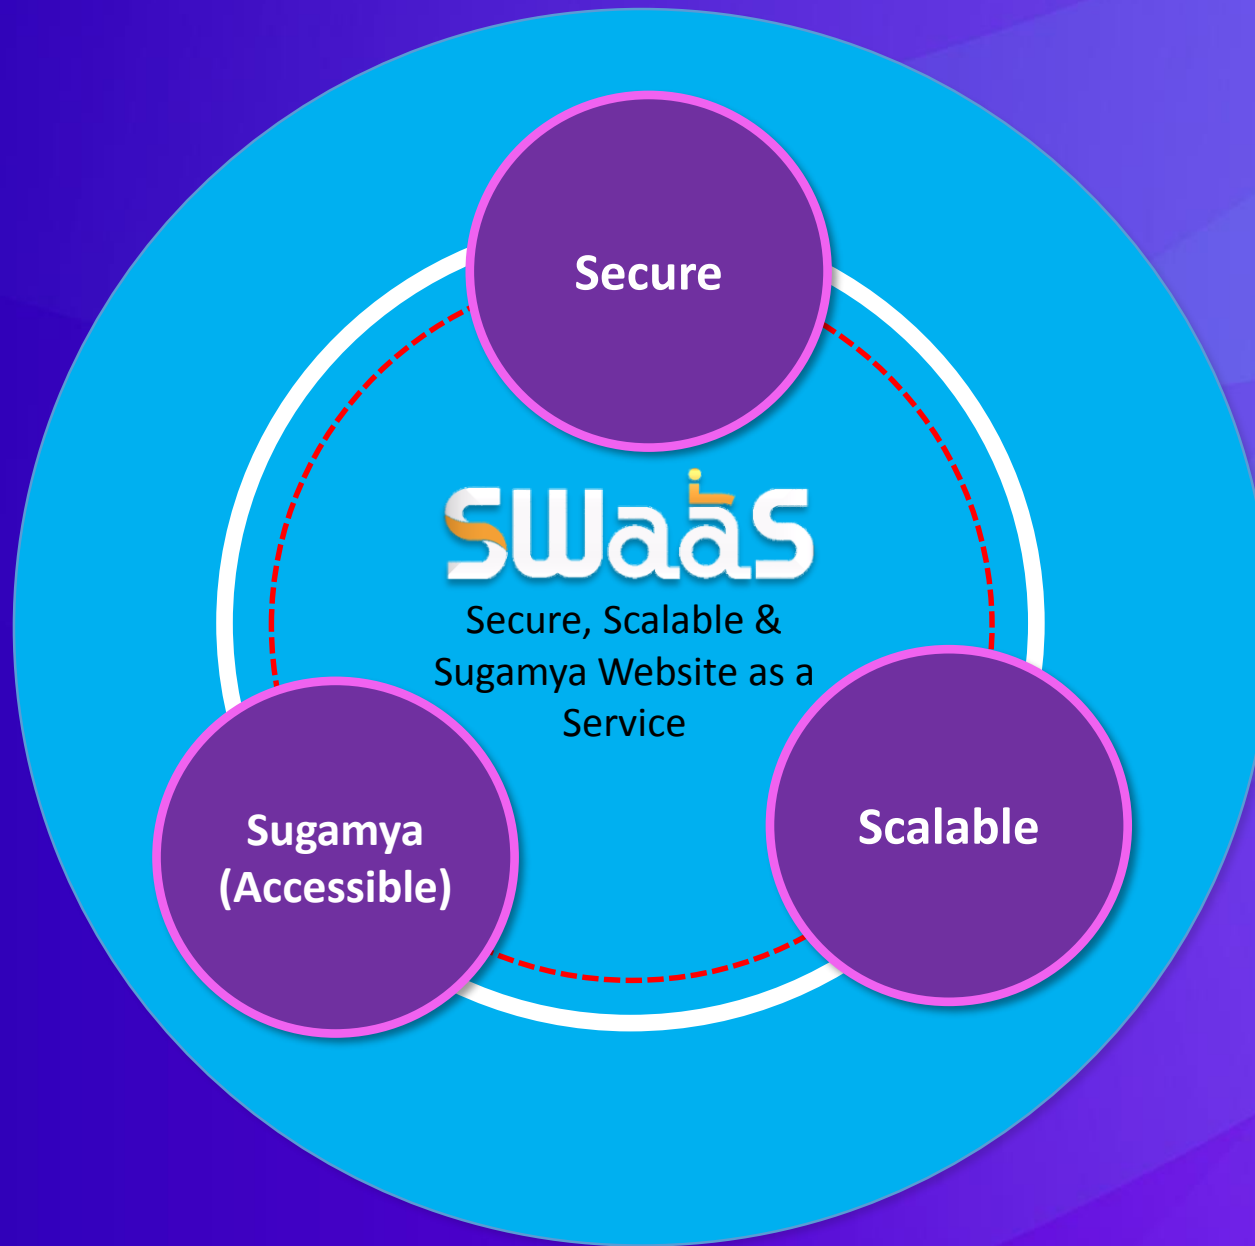 Secure
SWaaS
Secure, Scalable &
Sugamya Website as a
Service
Sugamya
(Accessible)
Scalable